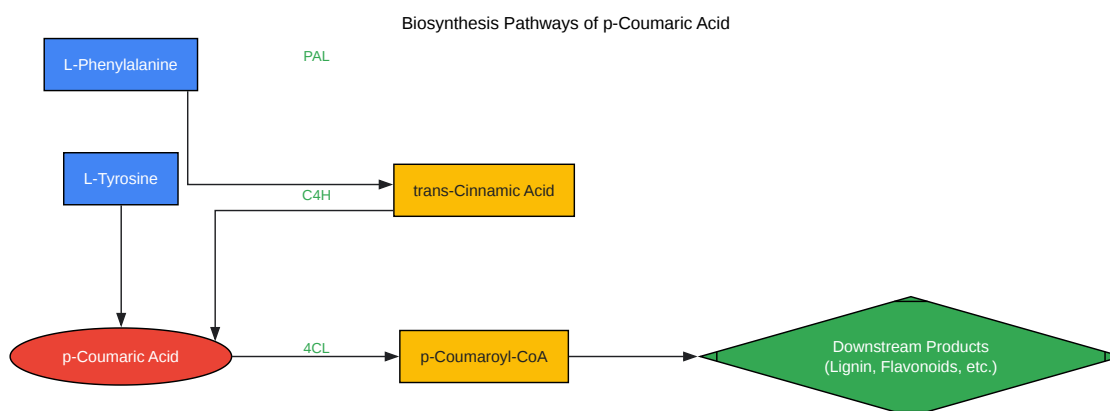 Biosynthesis Pathways of p-Coumaric Acid
L-Phenylalanine
PAL
L-Tyrosine
trans-Cinnamic Acid
C4H
p-Coumaric Acid
4CL
p-Coumaroyl-CoA
Downstream Products
(Lignin, Flavonoids, etc.)